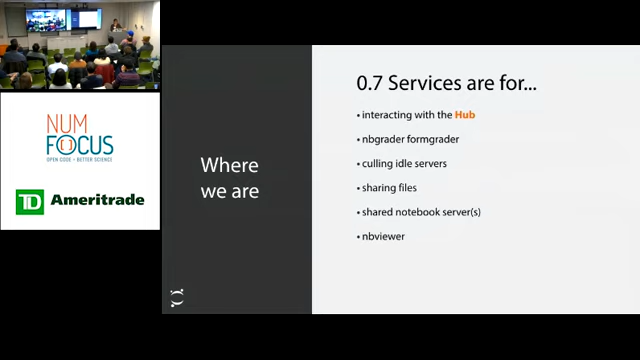 NUM
FOCUS
OPEN CODE = BETTER SCIENCE
TD Ameritrade
Where
we are
0.7 Services are for...
• interacting with the Hub
• nbgrader formgrader
• culling idle servers
• sharing files
• shared notebook server(s)
• nbviewer